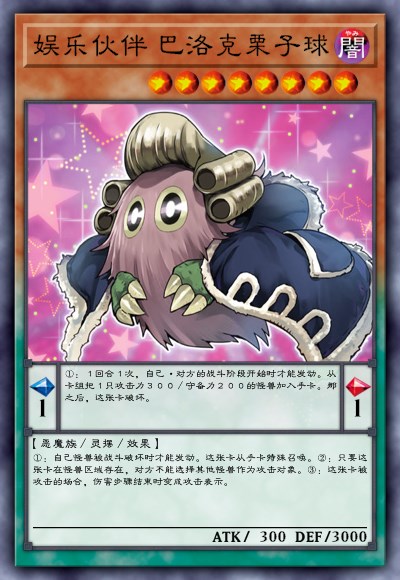 娱乐伙伴 巴洛克栗子球
やみ
闇
①：1回合1次，自己·对方的战斗阶段开始时才能发动。从
卡组把1只攻击力300／守备力200的怪兽加入手卡。那
之后，这张卡破坏。
1
1
【恶魔族／灵摆／效果】
①：自己怪兽被战斗破坏时才能发动。这张卡从手卡特殊召唤。②：只要这
张卡在怪兽区域存在，对方不能选择其他怪兽作为攻击对象。③：这张卡被
攻击的场合，伤害步骤结束时变成攻击表示。
ATK/ 300 DEF/3000